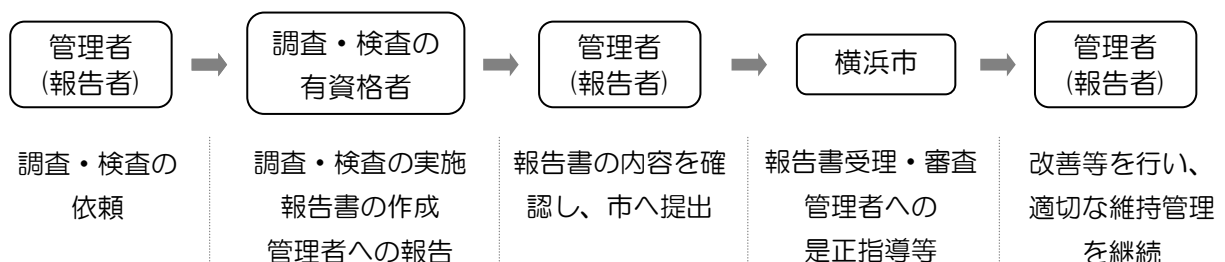 管理者
(報告者)
調査・検査の
有資格者
管理者
(報告者)
横浜市
管理者
(報告者)
調査・検査の
依頼
調査・検査の実施
報告書の作成
管理者への報告
報告書の内容を確
認し、市へ提出
報告書受理・審査
管理者への
是正指導等
改善等を行い、
適切な維持管理
を継続